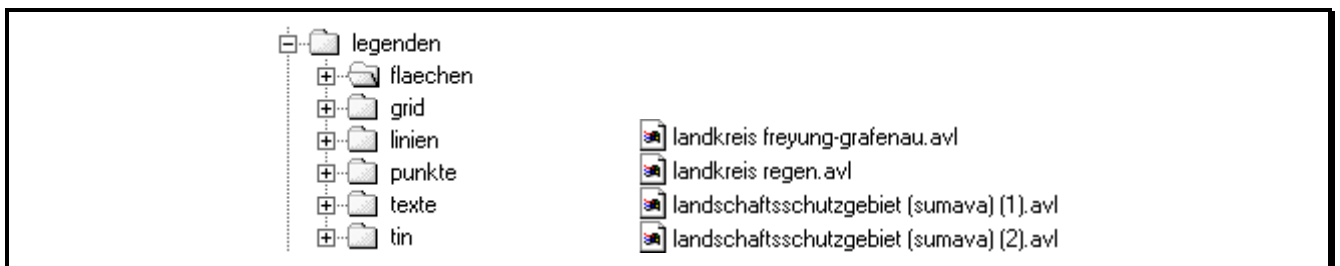 legenden
flaechen
grid
linien
punkte
texte
tin
landkreis freyung-grafenau.avl
landkreis regen.avl
landschaftsschutzgebiet (sumava) (1).avl
landschaftsschutzgebiet (sumava) (2).avl